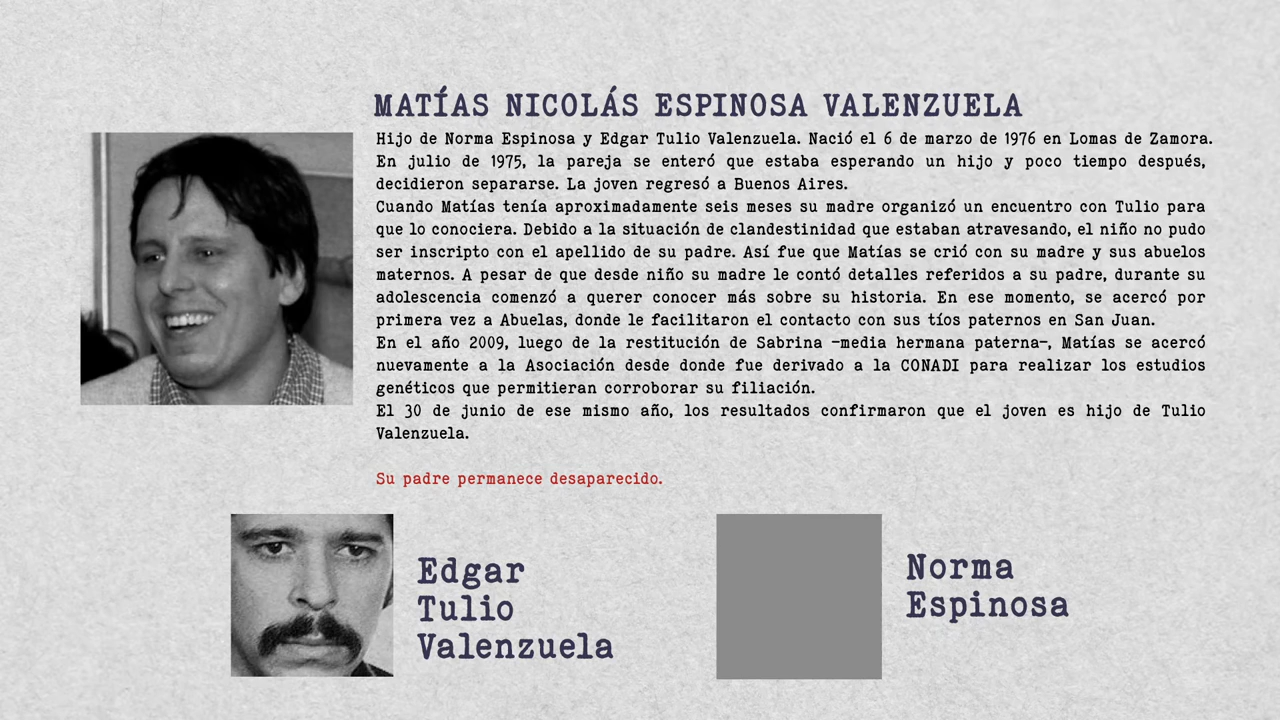 MATÍAS NICOLÁS ESPINOSA VALENZUELA
Hijo de Norma Espinosa y Edgar Tulio Valenzuela. Nació el 6 de marzo de 1976 en Lomas de Zamora.
En julio de 1975, la pareja se enteró que estaba esperando un hijo y poco tiempo después,
decidieron separarse. La joven regresó a Buenos Aires.
Cuando Matías tenía aproximadamente seis meses su madre organizó un encuentro con Tulio para
que lo conociera. Debido a la situación de clandestinidad que estaban atravesando, el niño no pudo
ser inscripto con el apellido de su padre. Así fue que Matías se crió con su madre y sus abuelos
maternos. A pesar de que desde niño su madre le contó detalles referidos a su padre, durante su
adolescencia comenzó a querer conocer más sobre su historia. En ese momento, se acercó por
primera vez a Abuelas, donde le facilitaron el contacto con sus tíos paternos en San Juan.
En el año 2009, luego de la restitución de Sabrina –media hermana paterna–, Matías se acercó
nuevamente a la Asociación desde donde fue derivado a la CONADI para realizar los estudios
genéticos que permitieran corroborar su filiación.
El 30 de junio de ese mismo año, los resultados confirmaron que el joven es hijo de Tulio
Valenzuela.
Su padre permanece desaparecido.
Edgar
Tulio
Valenzuela
Norma
Espinosa